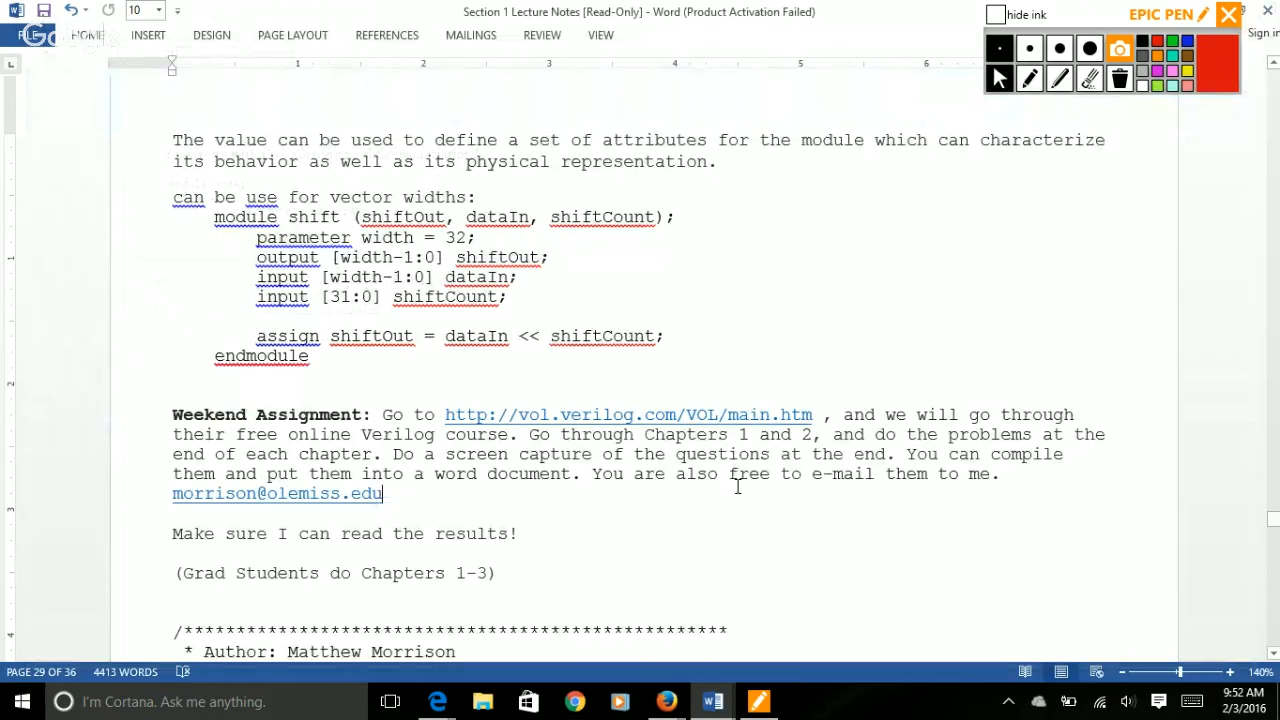 Section 1 Lecture Notes [Read-Only] - Word (Product Activation Failed)
10
hide ink
EPIC PEN
Sign in
INSERT DESIGN PAGE LAYOUT REFERENCES MAILINGS REVIEW VIEW
1 2 3 4 5 6
The value can be used to define a set of attributes for the module which can characterize
its behavior as well as its physical representation.
can be use for vector widths:
module shift (shiftOut, dataIn, shiftCount);
parameter width = 32;
output [width-1:0] shiftOut;
input [width-1:0] dataIn;
input [31:0] shiftCount;
assign shiftOut = dataIn << shiftCount;
endmodule
Weekend Assignment: Go to http://vol.verilog.com/VOL/main.htm , and we will go through
their free online Verilog course. Go through Chapters 1 and 2, and do the problems at the
end of each chapter. Do a screen capture of the questions at the end. You can compile
them and put them into a word document. You are also free to e-mail them to me.
morrison@olemiss.edu
Make sure I can read the results!
(Grad Students do Chapters 1-3)
/****************************************************
* Author: Matthew Morrison
PAGE 29 OF 36 4413 WORDS 140%
I'm Cortana. Ask me anything.
9:52 AM
2/3/2016